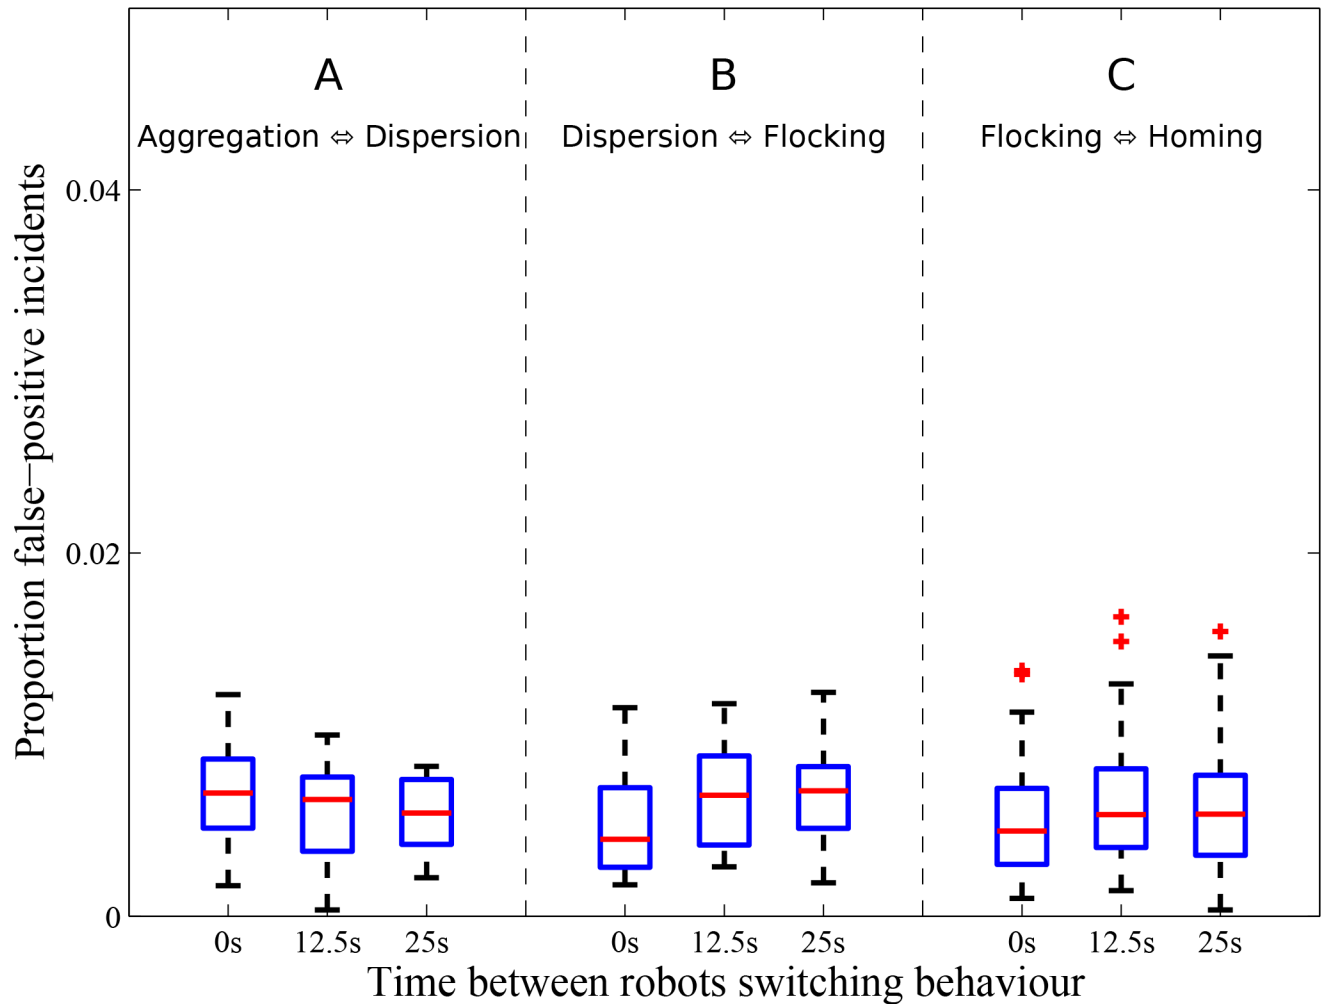 A
B
C
Aggregation ⇔ Dispersion
Dispersion ⇔ Flocking
Flocking ⇔ Homing
Proportion false−positive incidents
0.04
0.02
0
0s
12.5s
25s
0s
12.5s
25s
0s
12.5s
25s
Time between robots switching behaviour